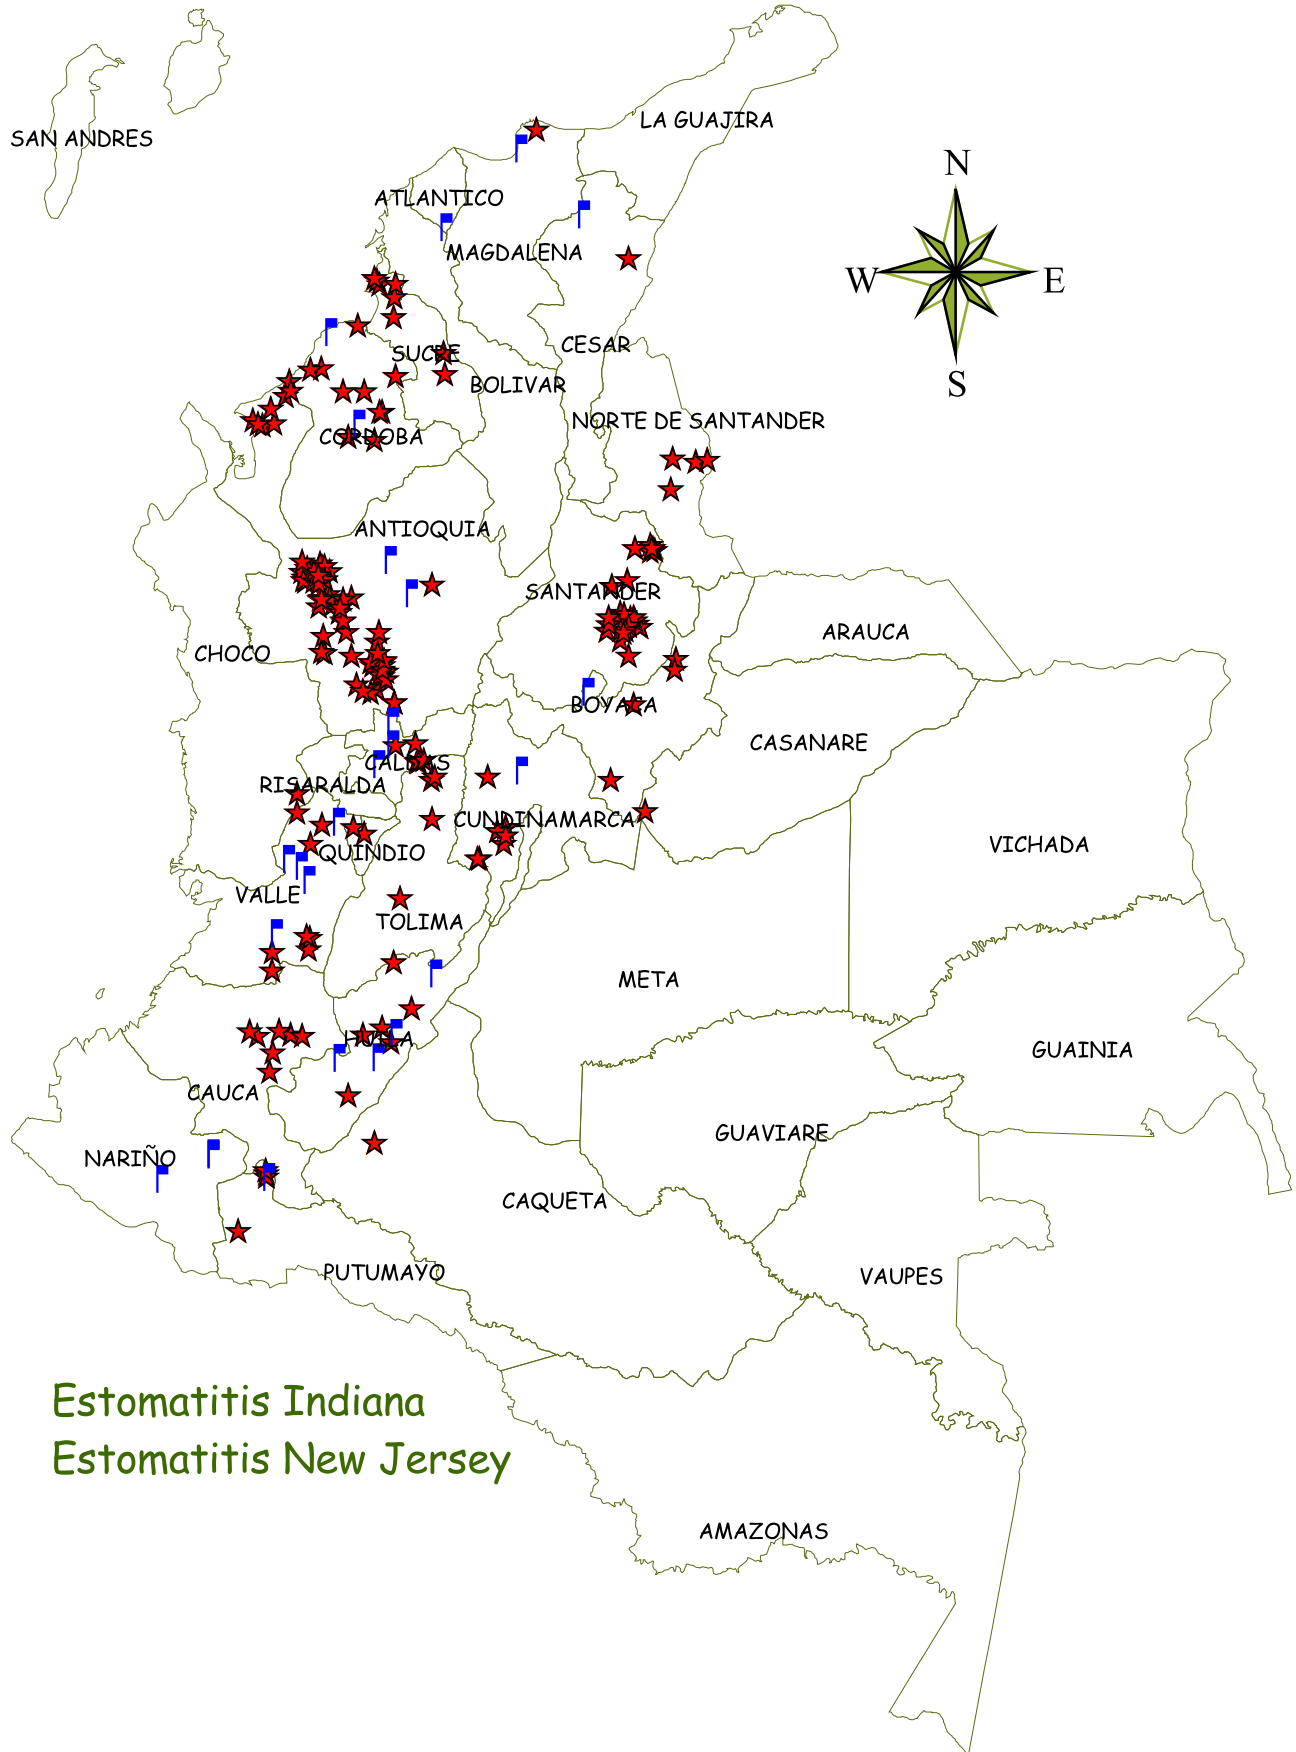 LA GUAJIRA
SAN ANDRES
N
ATLANTICO
MAGDALENA
W
E
CESAR
SUCRE
BOLIVAR
S
NORTE DE SANTANDER
CORDOBA
ANTIOQUIA
SANTANDER
ARAUCA
CHOCO
BOYACA
CASANARE
CALDAS
RISARALDA
CUNDINAMARCA
VICHADA
QUINDIO
VALLE
TOLIMA
META
HUILA
GUAINIA
CAUCA
GUAVIARE
NARIÑO
CAQUETA
PUTUMAYO
VAUPES
Estomatitis Indiana
Estomatitis New Jersey
AMAZONAS